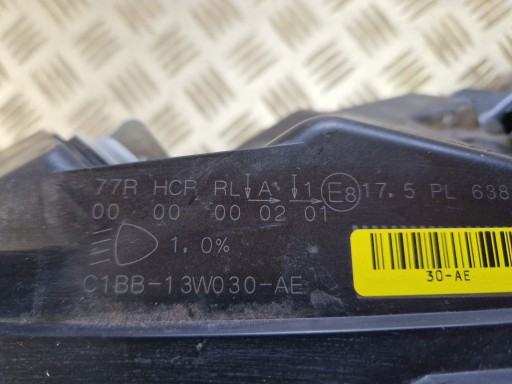 77R HCR RL A 1 E8 17.5 PL 638
00 00 00 02 01
1.0%
C1BB-13W030-AE
30-AE